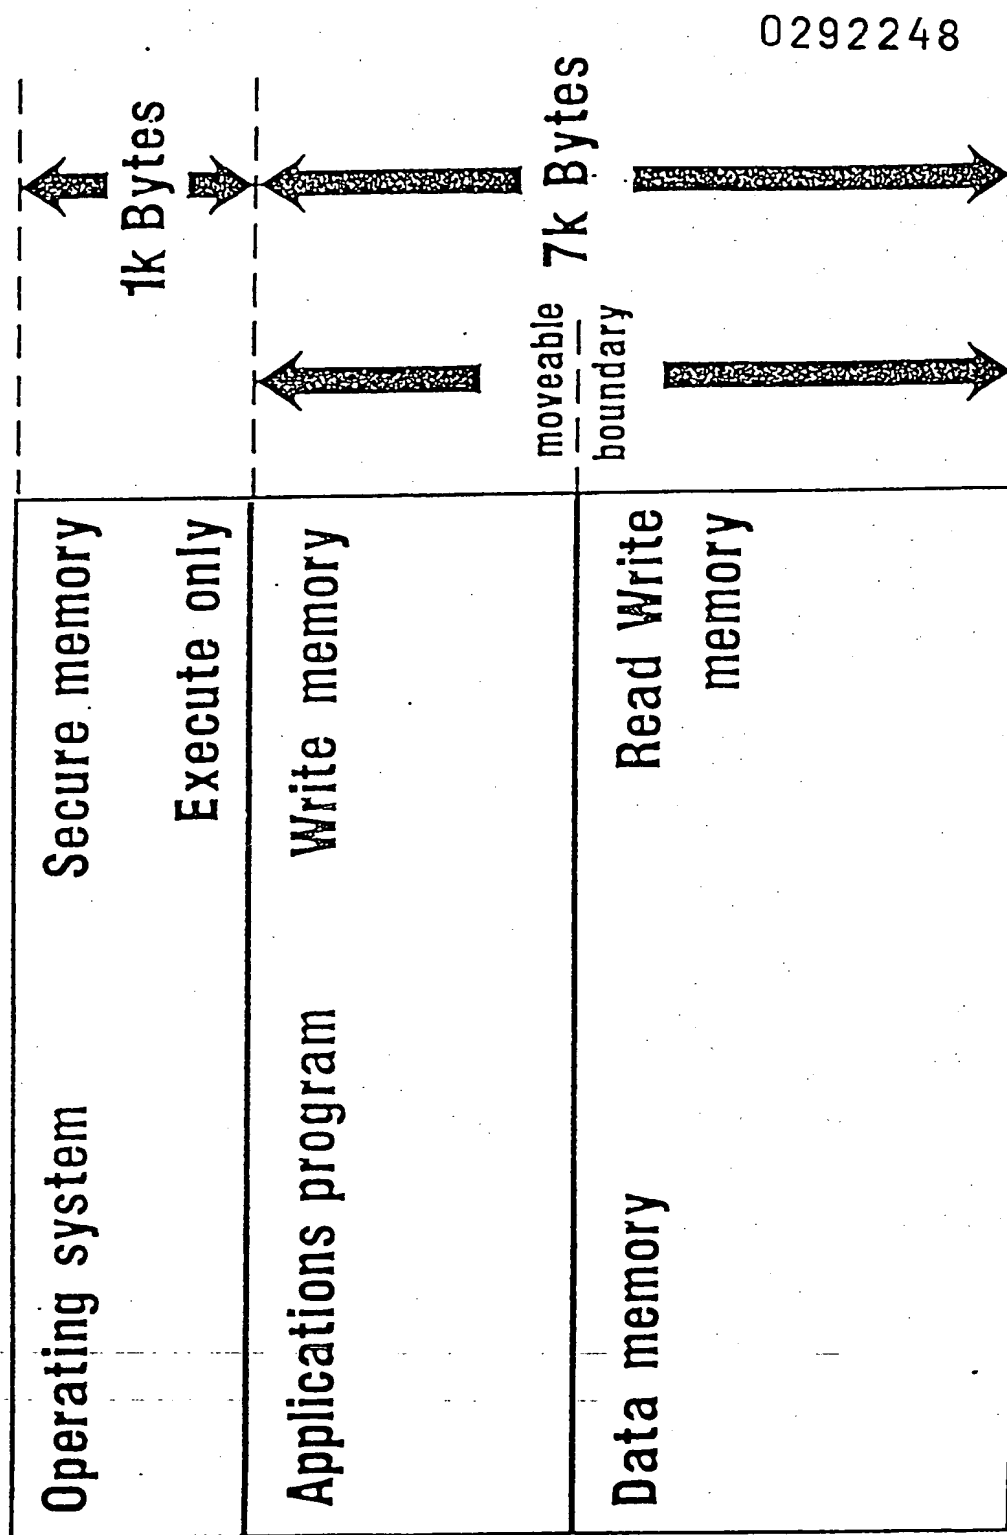 0292248
Operating system Secure memory
Execute only
1k Bytes
Applications program Write memory
moveable
boundary
7k Bytes
Data memory Read Write
memory